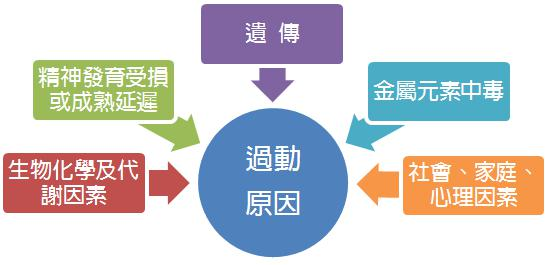 遺 傳
精神發育受損
或成熟延遲
金屬元素中毒
過動
原因
生物化學及代
謝因素
社會、家庭、
心理因素